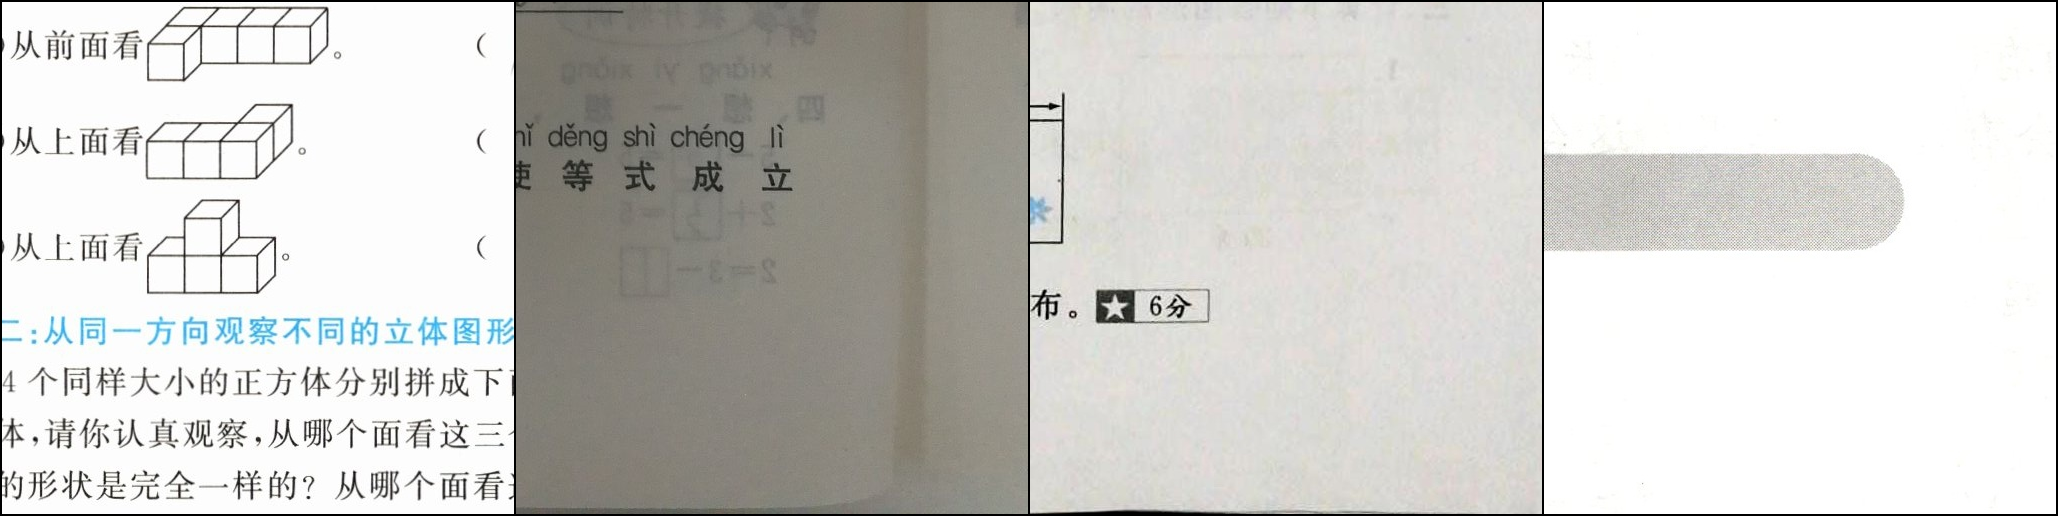 从前面看。（
从上面看。（
从上面看。（
二：从同一方向观察不同的立体图形
4个同样大小的正方体分别拼成下
体，请你认真观察，从哪个面看这三
的形状是完全一样的？从哪个面看
děng shì chéng lì
等 式 成 立
布。★ 6分